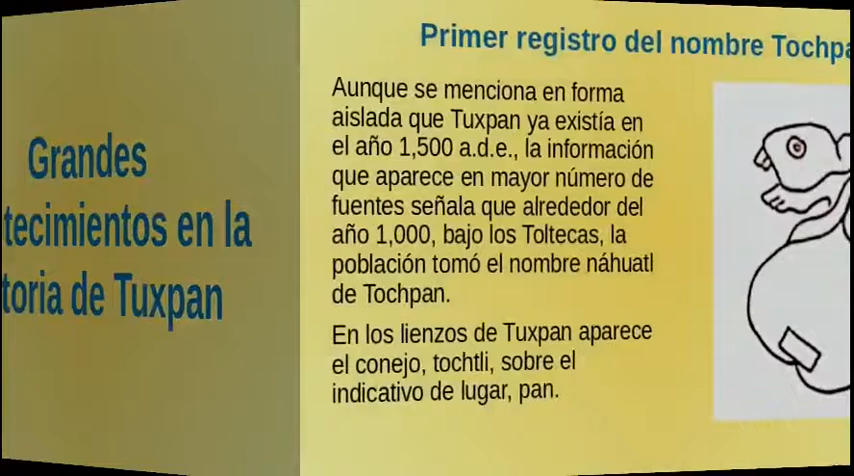 Grandes
en la
de Tuxpan
Primer registro del nombre
Aunque se menciona en forma
aislada que Tuxpan ya existía en
el año 1,500 a.d.e., la información
que aparece en mayor número de
fuentes señala que alrededor del
año 1,000, bajo los Toltecas, la
población tomó el nombre náhuatl
de Tochpan.
En los lienzos de Tuxpan aparece
el conejo, tochtli, sobre el
indicativo de lugar, pan.